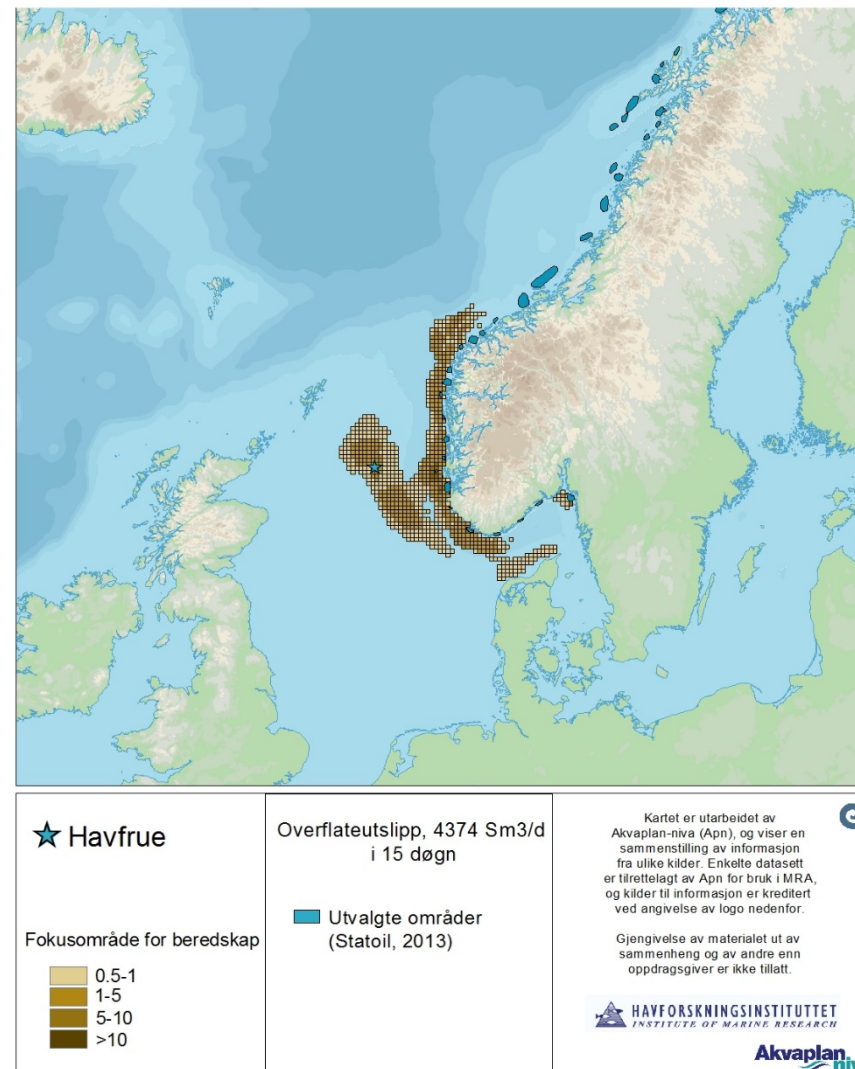 Havfrue
Fokusområde for beredskap
0.5-1
1-5
5-10
>10
Overflateutslipp, 4374 Sm3/d
i 15 døgn
Utvalgte områder
(Statoil, 2013)
Kartet er utarbeidet av
Akvaplan-niva (Apn), og viser en
sammenstilling av informasjon
fra ulike kilder. Enkelte datasett
er tilrettelagt av Apn for bruk i MRA,
og kilder til informasjon er kreditert
ved angivelse av logo nedenfor.
Gjengivelse av materialet ut av
sammenheng og av andre enn
oppdragsgiver er ikke tillatt.
HAVFORSKNINGSINSTITUTTET
INSTITUTE OF MARINE RESEARCH
Akvaplan
niv